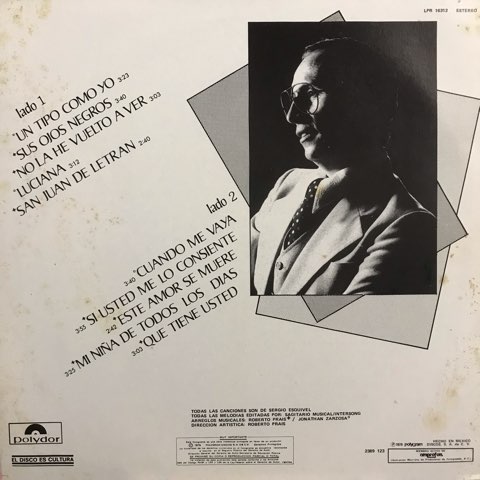 LPR 16312 ESTEREO
lado 1
*UN TIPO COMO YO 3:23
*SUS OJOS NEGROS 3:40
*NO LA HE VUELTO A VER 3:03
*LUCIANA 3:12
*SAN JUAN DE LETRAN 2:40
lado 2
2:40 *CUANDO ME VAYA
3:55 *SI USTED ME LO CONSIENTE
2:42 *ESTE AMOR SE MUERE
3:25 *MI NIÑA DE TODOS LOS DIAS
3:03 *QUE TIENE USTED
TODAS LAS CANCIONES SON DE SERGIO ESQUIVEL
TODAS LAS MELODIAS EDITADAS POR: SAGITARIO MUSICAL/INTERSONG
ARREGLOS MUSICALES: ROBERTO PRAIS* / JONATHAN ZARZOSA
DIRECCION ARTISTICA: ROBERTO PRAIS
polydor
EL DISCO ES CULTURA
MUY IMPORTANTE
2369 123
HECHO EN MEXICO